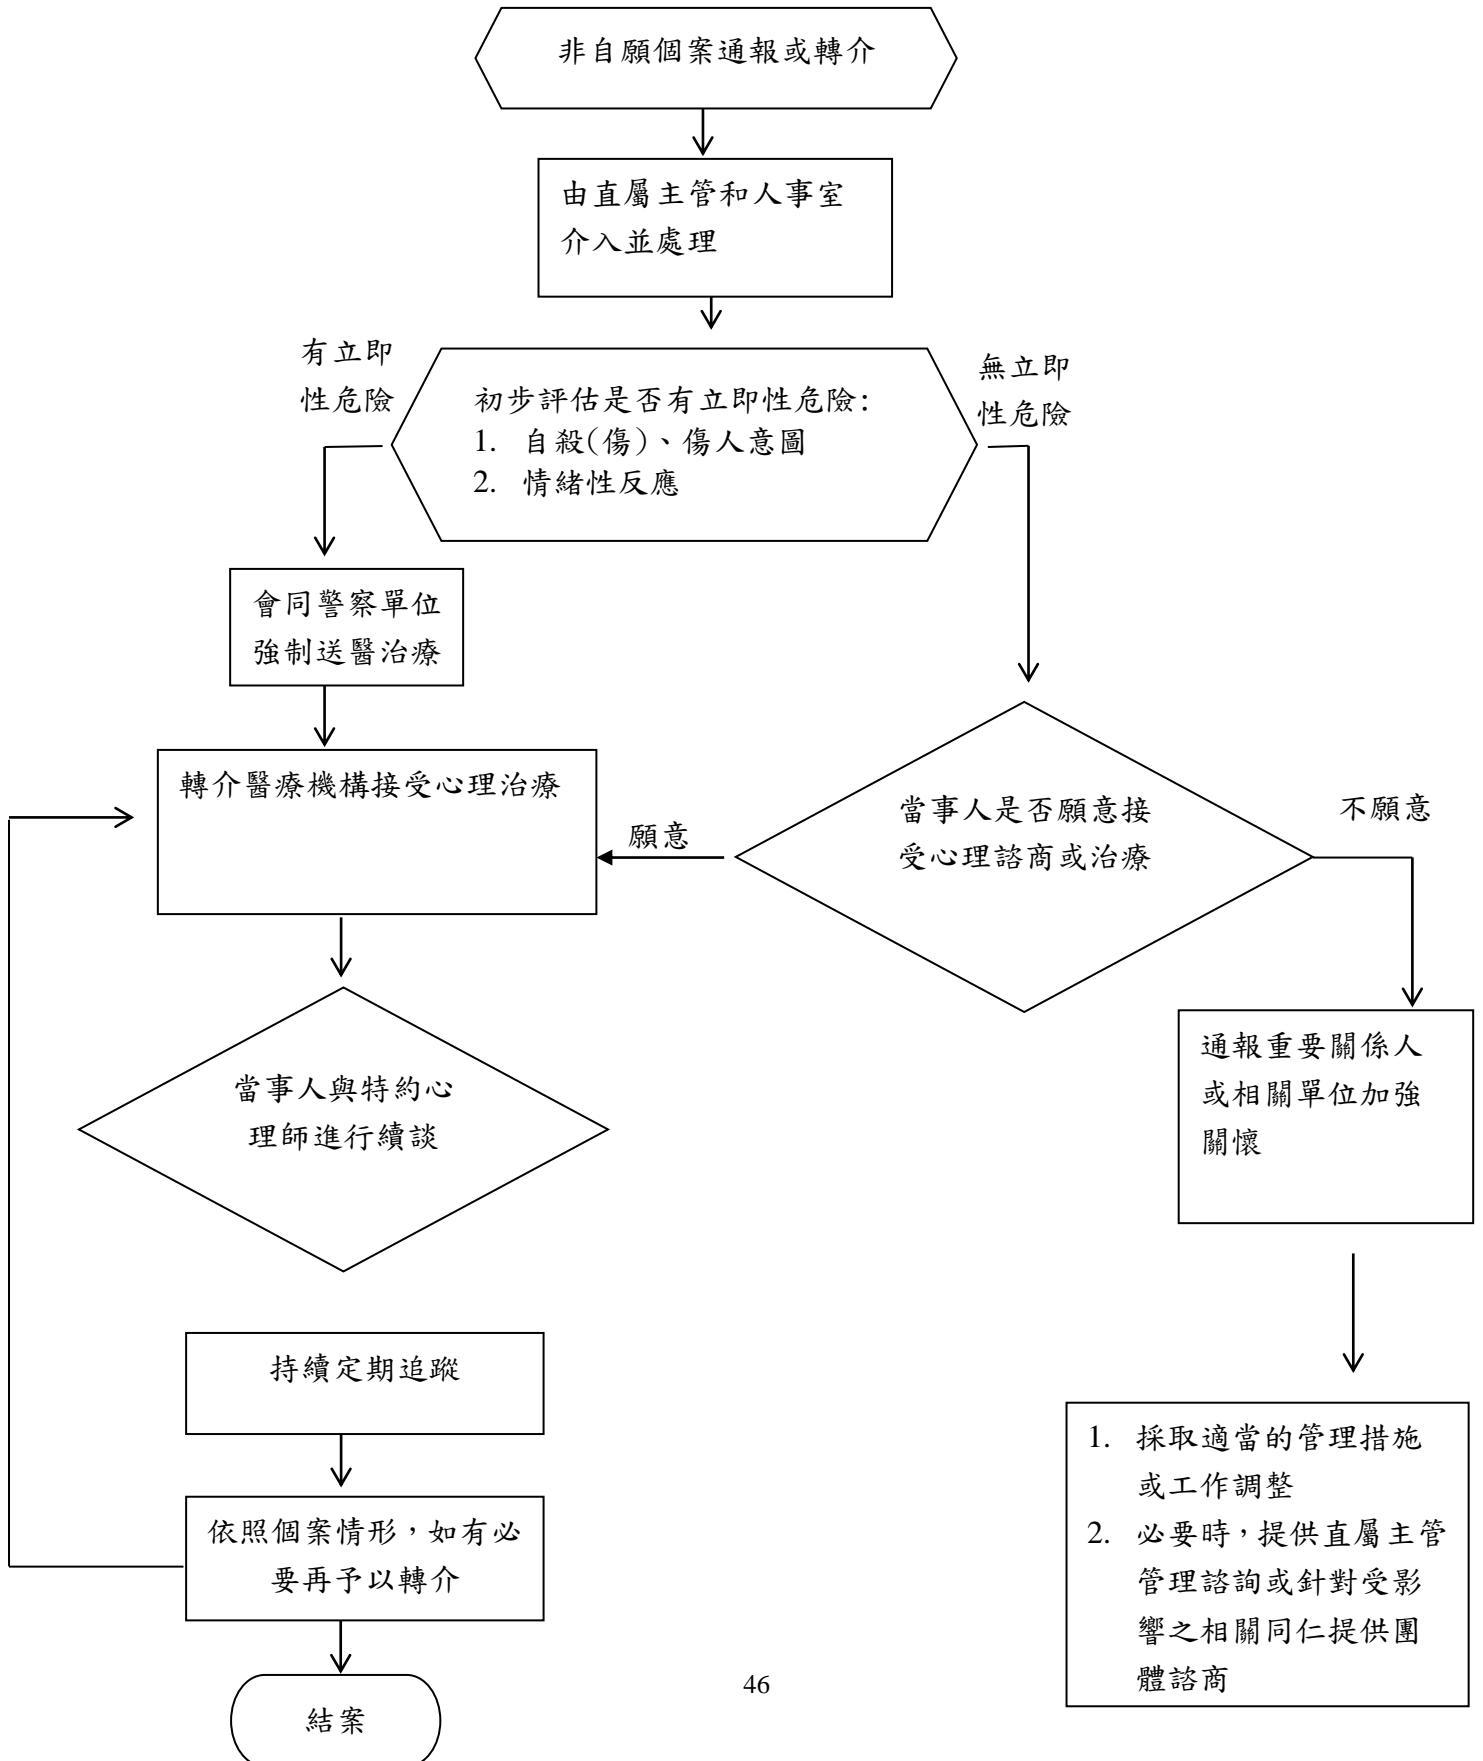 非自願個案通報或轉介
由直屬主管和人事室
介入並處理
有立即
性危險
初步評估是否有立即性危險:
1. 自殺(傷)、傷人意圖
2. 情緒性反應
無立即
性危險
會同警察單位
強制送醫治療
轉介醫療機構接受心理治療
願意
當事人是否願意接
受心理諮商或治療
不願意
當事人與特約心
理師進行續談
通報重要關係人
或相關單位加強
關懷
持續定期追蹤
依照個案情形,如有必
要再予以轉介
結案
1. 採取適當的管理措施
或工作調整
2. 必要時,提供直屬主管
管理諮詢或針對受影
響之相關同仁提供團
體諮商
46